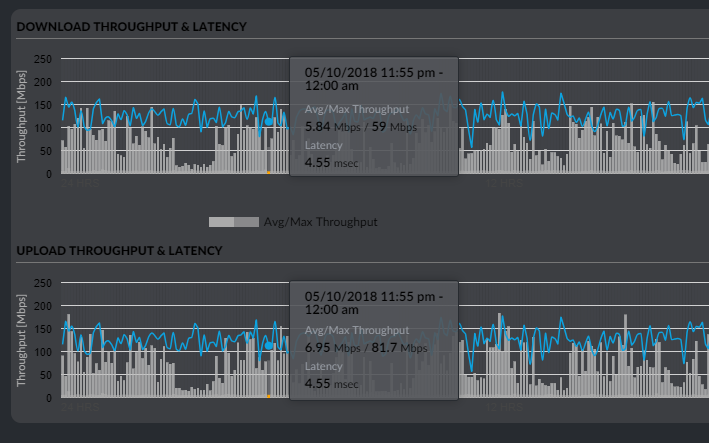 DOWNLOAD THROUGHPUT & LATENCY
Throughput [Mbps]
250
200
150
100
50
0
05/10/2018 11:55 pm -
12:00 am
Avg/Max Throughput
5.84 Mbps / 59 Mbps
Latency
4.55 msec
Avg/Max Throughput
UPLOAD THROUGHPUT & LATENCY
Throughput [Mbps]
250
200
150
100
50
0
05/10/2018 11:55 pm -
12:00 am
Avg/Max Throughput
6.95 Mbps / 81.7 Mbps
Latency
4.55 msec